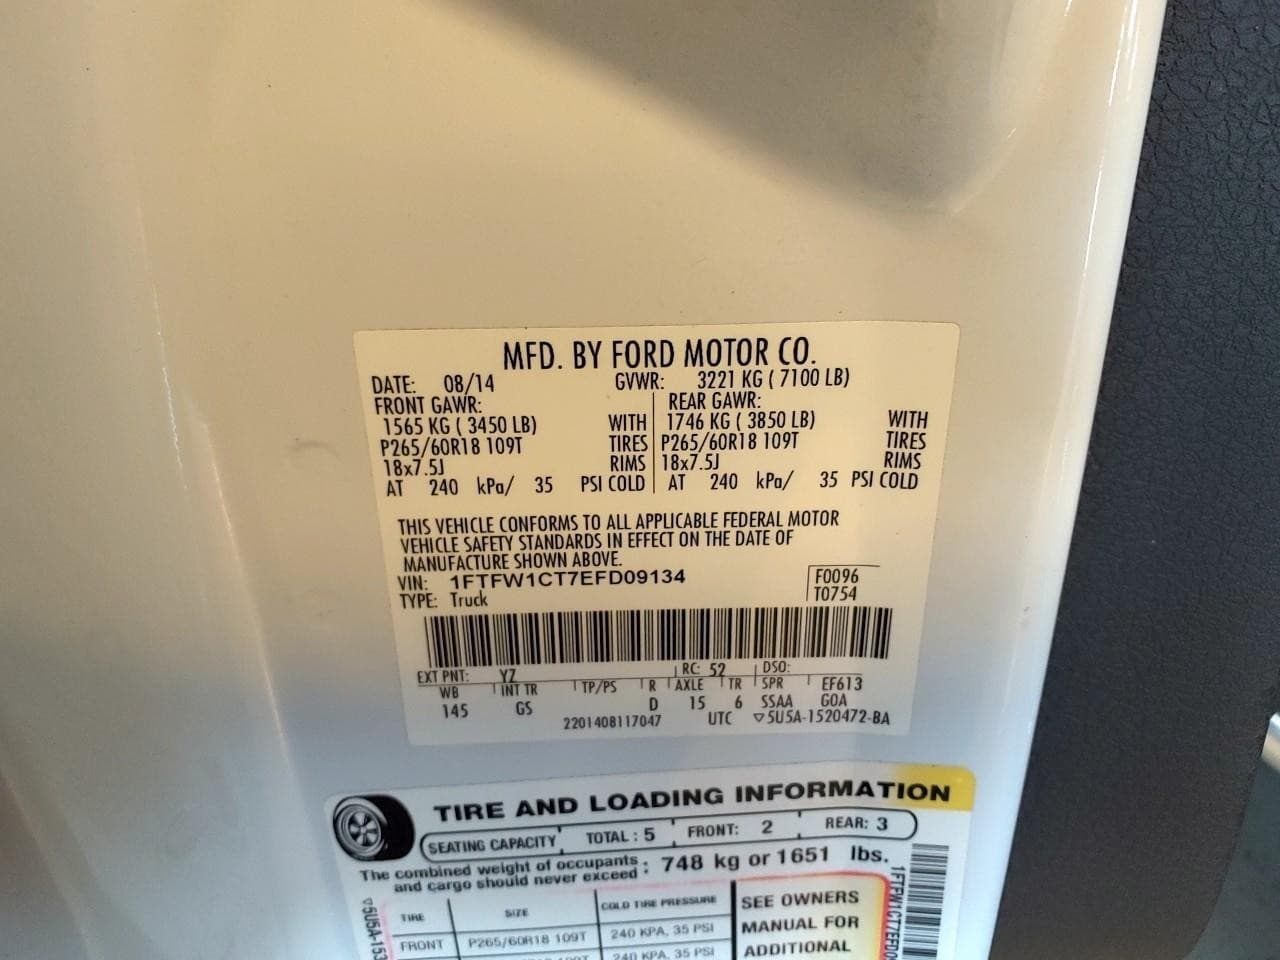 MFD. BY FORD MOTOR CO.
DATE: 08/14 GVWR: 3221 KG ( 7100 LB)
FRONT GAWR: REAR GAWR:
1565 KG ( 3450 LB) WITH 1746 KG ( 3850 LB) WITH
P265/60R18 109T TIRES P265/60R18 109T TIRES
18x7.5J RIMS 18x7.5J RIMS
AT 240 kPa/ 35 PSI COLD AT 240 kPa/ 35 PSI COLD
THIS VEHICLE CONFORMS TO ALL APPLICABLE FEDERAL MOTOR
VEHICLE SAFETY STANDARDS IN EFFECT ON THE DATE OF
MANUFACTURE SHOWN ABOVE.
VIN: 1FTFW1CT7EFD09134 F0096
TYPE: Truck T0754
EXT PNT: YZ RC: 52 DSO:
WB INT TR TP/PS R AXLE TR SPR EF613
145 GS D 15 6 SSAA GOA
2201408117047 UTC ▽5U5A-1520472-BA
TIRE AND LOADING INFORMATION
SEATING CAPACITY TOTAL : 5 FRONT: 2 REAR: 3
The combined weight of occupants : 748 kg or 1651 lbs.
and cargo should never exceed :
TIRE SIZE COLD TIRE PRESSURE SEE OWNERS
FRONT P265/60R18 109T 240 KPA, 35 PSI MANUAL FOR
240 KPA, 35 PSI ADDITIONAL
▽5U5A-153
1FTFW1CT7EFD0